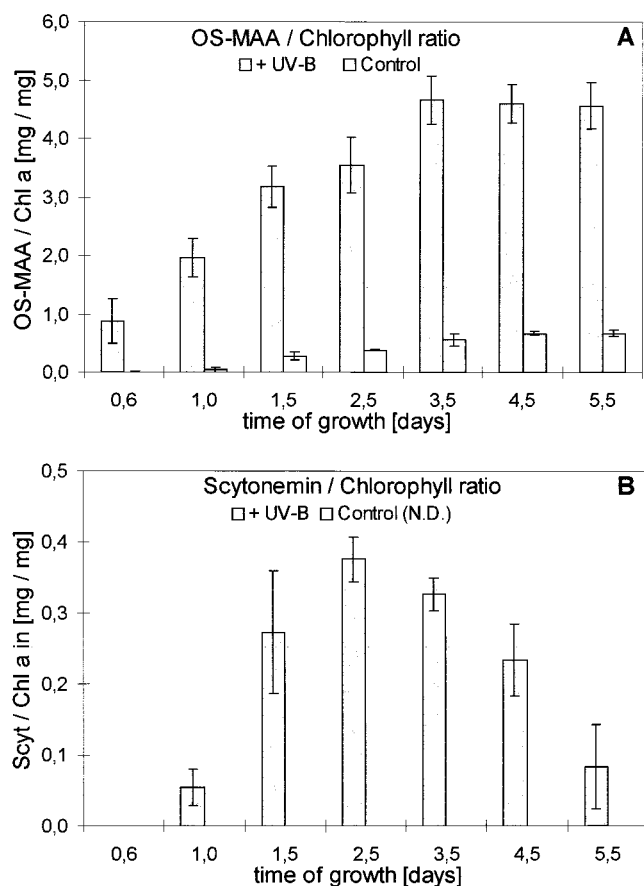 OS-MAA / Chlorophyll ratio
A
+ UV-B Control
OS-MAA / Chl a [mg / mg]
6,0
5,0
4,0
3,0
2,0
1,0
0,0
0,6 1,0 1,5 2,5 3,5 4,5 5,5
time of growth [days]
Scytonemin / Chlorophyll ratio
B
+ UV-B Control (N.D.)
Scyt / Chl a in [mg / mg]
0,5
0,4
0,3
0,2
0,1
0,0
0,6 1,0 1,5 2,5 3,5 4,5 5,5
time of growth [days]